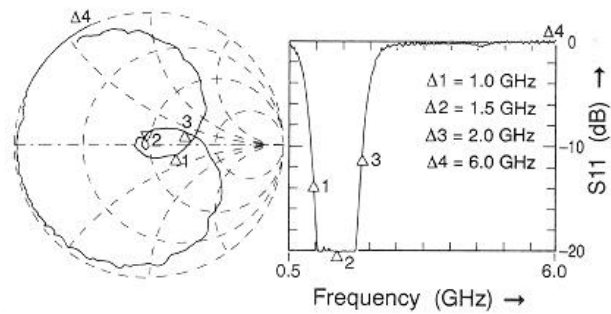 Δ4
3
2
1
Δ4
0
Δ1 = 1.0 GHz
Δ2 = 1.5 GHz
Δ3 = 2.0 GHz
Δ4 = 6.0 GHz
-10
S11 (dB) →
3
1
2
-20
0.5
6.0
Frequency (GHz) →